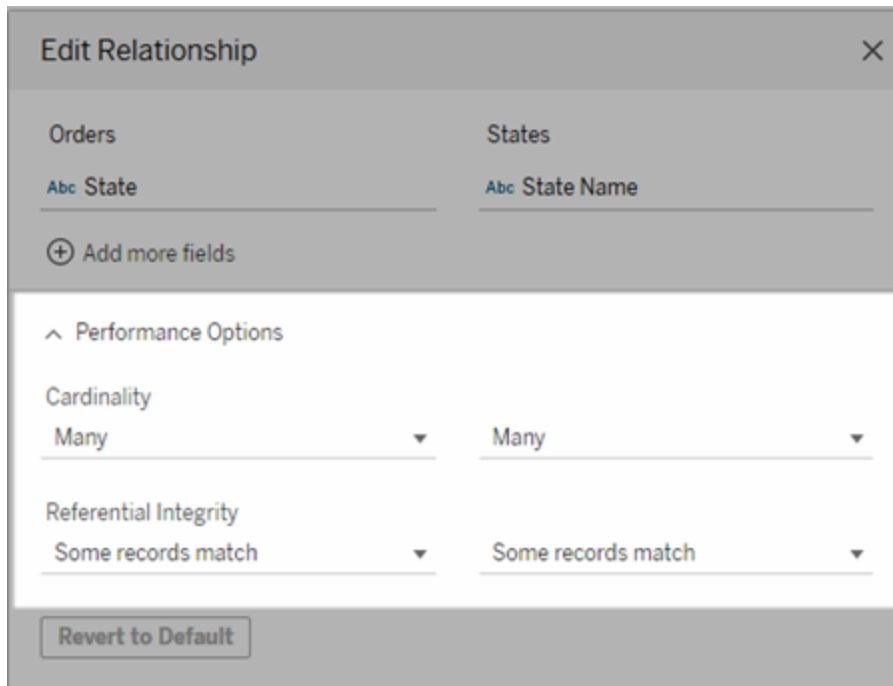 Edit Relationship
Orders States
Abc State Abc State Name
Add more fields
Performance Options
Cardinality
Many Many
Referential Integrity
Some records match Some records match
Revert to Default